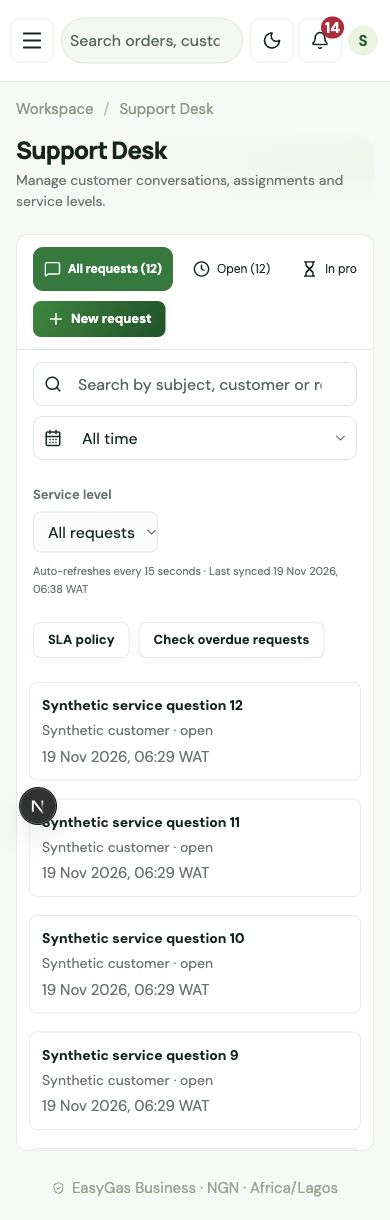 Search orders, custo
14
S
Workspace / Support Desk
Support Desk
Manage customer conversations, assignments and
service levels.
All requests (12)
Open (12)
In pro
New request
Search by subject, customer or r
All time
Service level
All requests
Auto-refreshes every 15 seconds · Last synced 19 Nov 2026,
06:38 WAT
SLA policy
Check overdue requests
Synthetic service question 12
Synthetic customer · open
19 Nov 2026, 06:29 WAT
N
Synthetic service question 11
Synthetic customer · open
19 Nov 2026, 06:29 WAT
Synthetic service question 10
Synthetic customer · open
19 Nov 2026, 06:29 WAT
Synthetic service question 9
Synthetic customer · open
19 Nov 2026, 06:29 WAT
EasyGas Business · NGN · Africa/Lagos